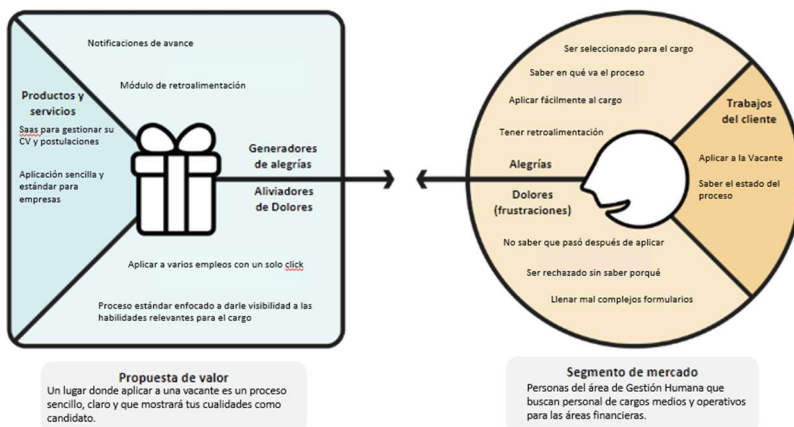 Notificaciones de avance
Módulo de retroalimentación
Productos y
servicios
Saas para gestionar su
CV y postulaciones
Aplicación sencilla y
estándar para
empresas
Generadores
de alegrías
Aliviadores
de Dolores
Aplicar a varios empleos con un solo click
Proceso estándar enfocado a darle visibilidad a las
habilidades relevantes para el cargo
Propuesta de valor
Un lugar donde aplicar a una vacante es un proceso
sencillo, claro y que mostrará tus cualidades como
candidato.
Ser seleccionado para el cargo
Saber en qué va el proceso
Aplicar fácilmente al cargo
Tener retroalimentación
Alegrías
Dolores
(frustraciones)
No saber que pasó después de aplicar
Ser rechazado sin saber porqué
Llenar mal complejos formularios
Trabajos
del cliente
Aplicar a la Vacante
Saber el estado del
proceso
Segmento de mercado
Personas del área de Gestión Humana que
buscan personal de cargos medios y operativos
para las áreas financieras.